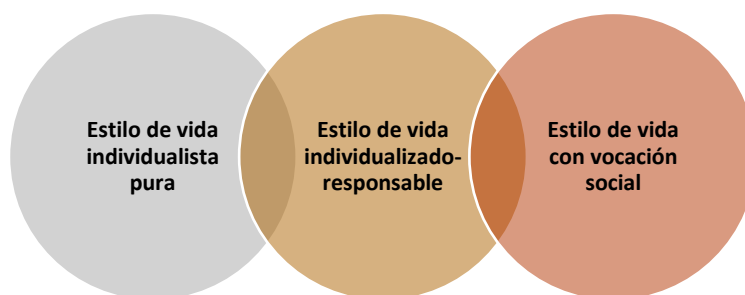 Estilo de vida
individualista
pura
Estilo de vida
individualizado-
responsable
Estilo de vida
con vocación
social